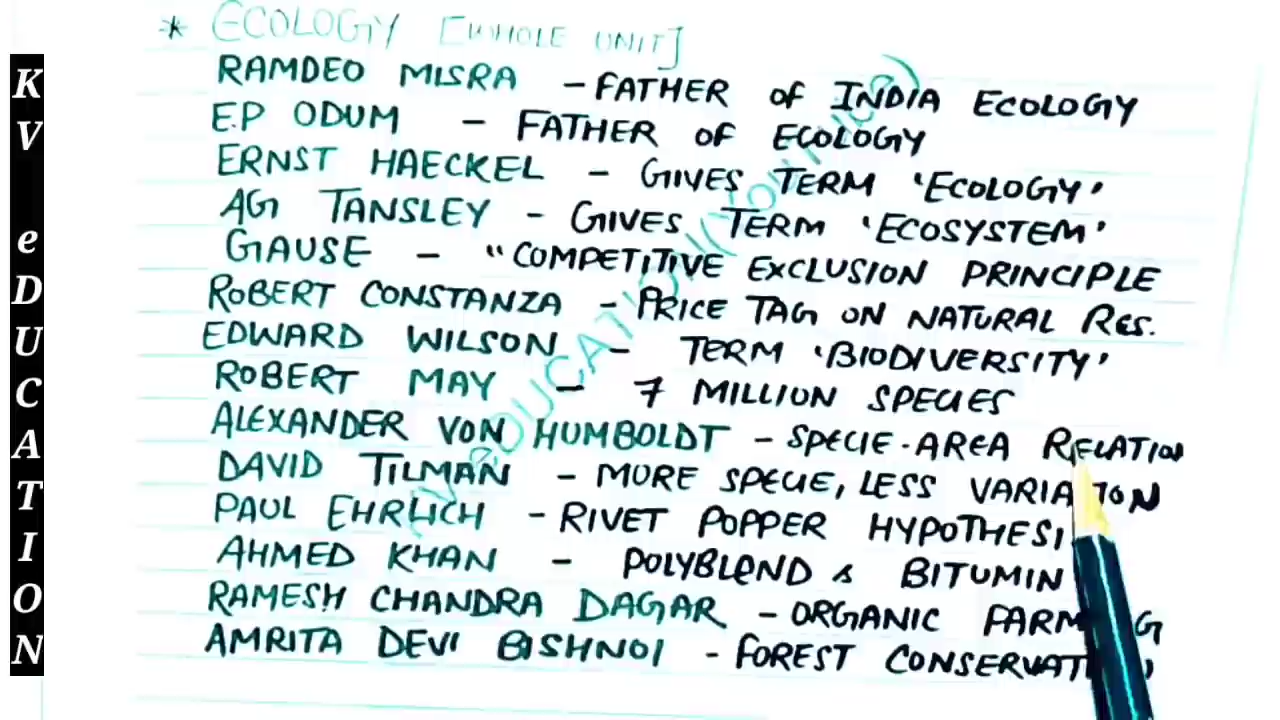 KV eDUCATION
* ECOLOGY [WHOLE UNIT]
RAMDEO MISRA - FATHER of INDIA ECOLOGY
E.P ODUM - FATHER OF ECOLOGY
ERNST HAECKEL - GIVES TERM 'ECOLOGY'
AG TANSLEY - GIVES TERM 'ECOSYSTEM'
GAUSE - "COMPETITIVE EXCLUSION PRINCIPLE
ROBERT CONSTANZA - PRICE TAG ON NATURAL RES.
EDWARD WILSON - TERM 'BIODIVERSITY'
ROBERT MAY - 7 MILLION SPECIES
ALEXANDER VON HUMBOLDT - SPECIE-AREA RELATION
DAVID TILMAN - MORE SPECIE, LESS VARIATION
PAUL EHRLICH - RIVET POPPER HYPOTHESI
AHMED KHAN - POLYBLEND & BITUMIN
RAMESH CHANDRA DAGAR - ORGANIC
AMRITA DEVI BISHNOI - FOREST